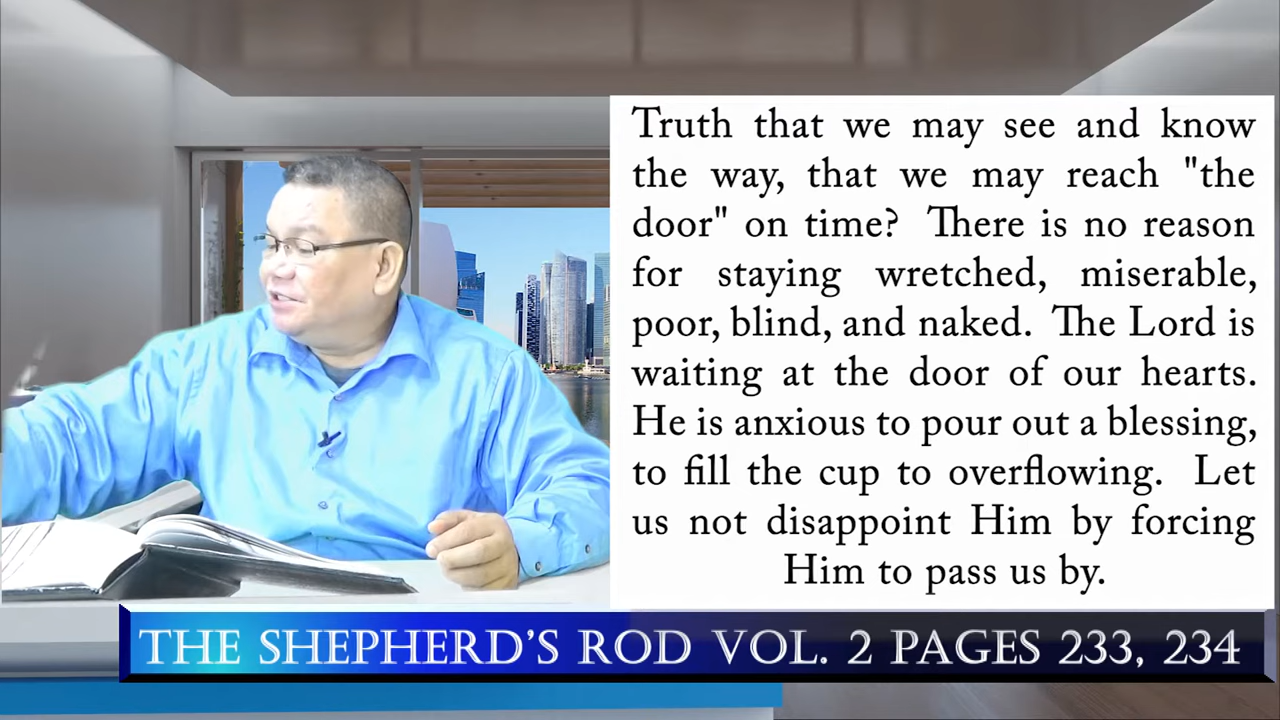 Truth that we may see and know
the way, that we may reach "the
door" on time? There is no reason
for staying wretched, miserable,
poor, blind, and naked. The Lord is
waiting at the door of our hearts.
He is anxious to pour out a blessing,
to fill the cup to overflowing. Let
us not disappoint Him by forcing
Him to pass us by.
THE SHEPHERD'S ROD VOL. 2 PAGES 233, 234